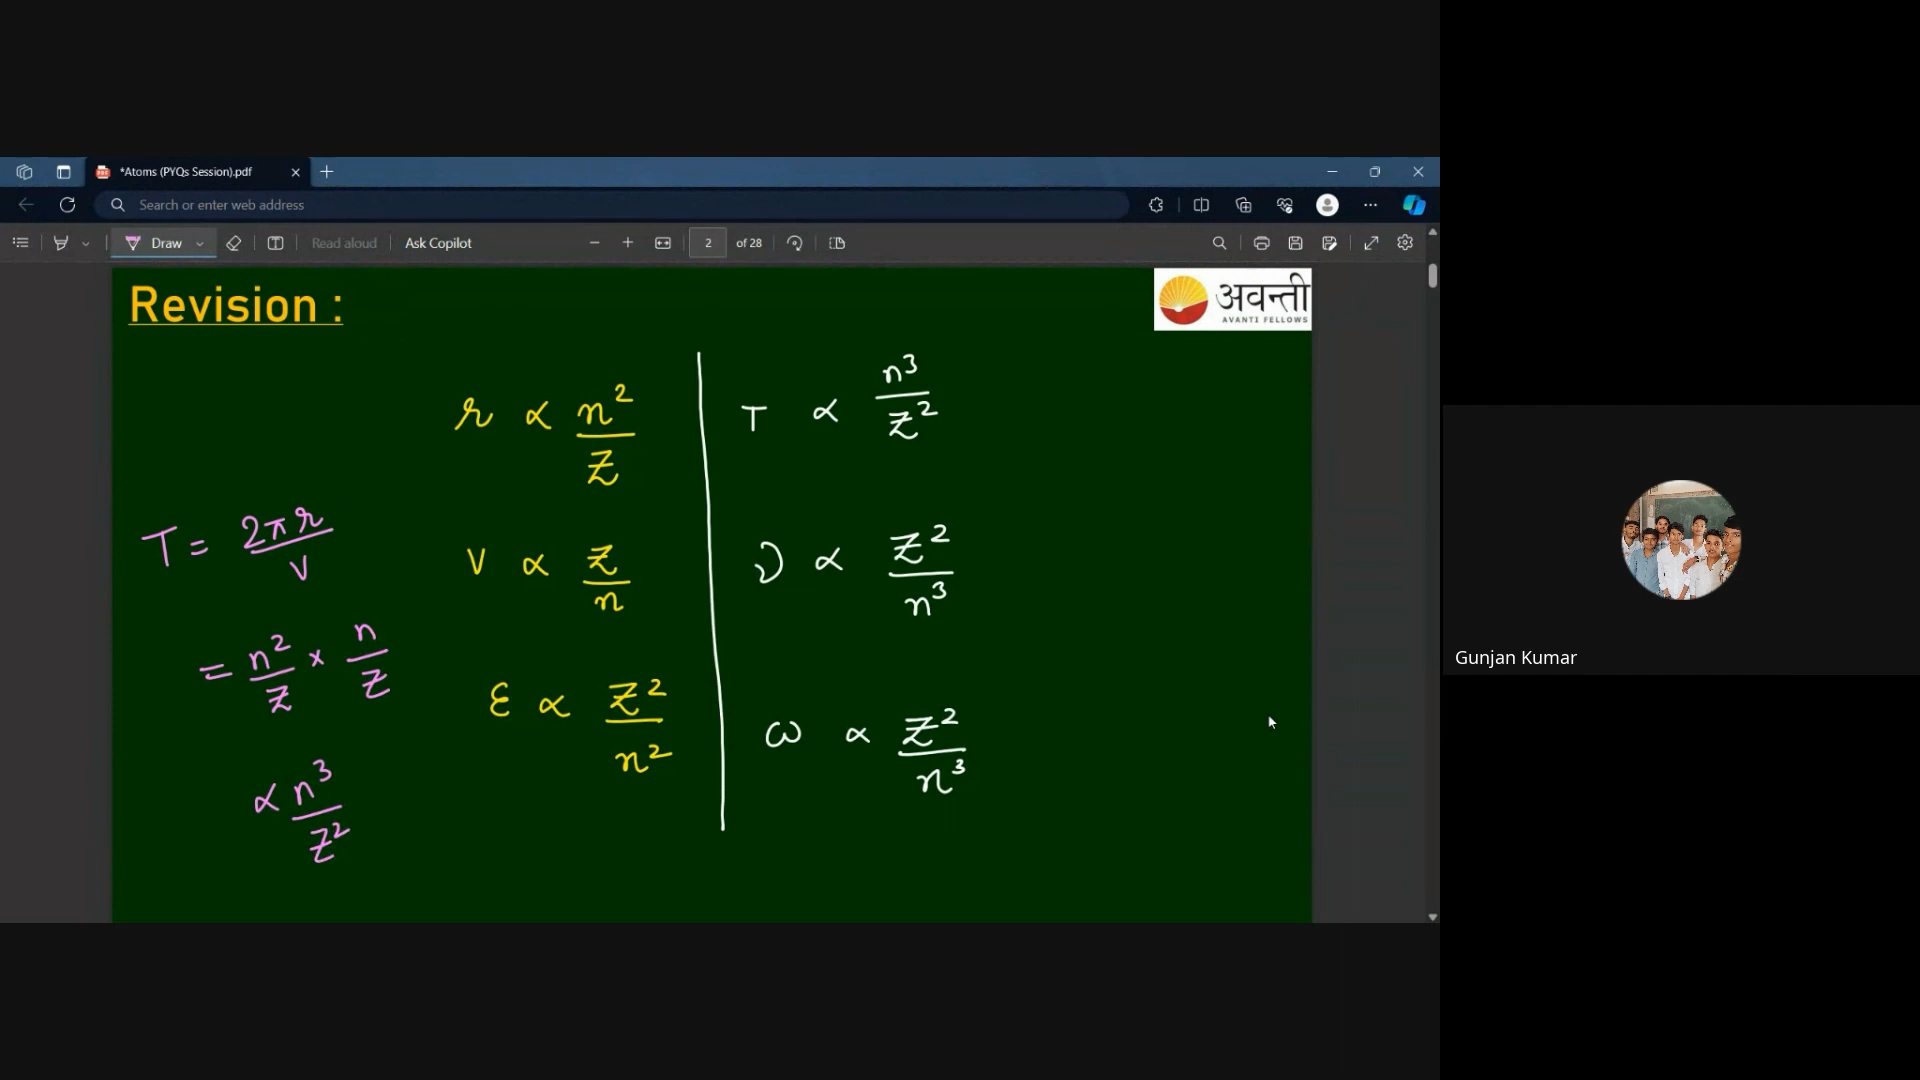 *Atoms (PYQs Session).pdf
Search or enter web address
Draw
Read aloud
Ask Copilot
2 of 28
Revision :
अवन्ती
AVANTI FELLOWS
r ∝ n²/Z
V ∝ Z/n
E ∝ Z²/n²
T ∝ n³/Z²
ν ∝ Z²/n³
ω ∝ Z²/n³
T = 2πr/V
= n²/Z × n/Z
∝ n³/Z²
Gunjan Kumar